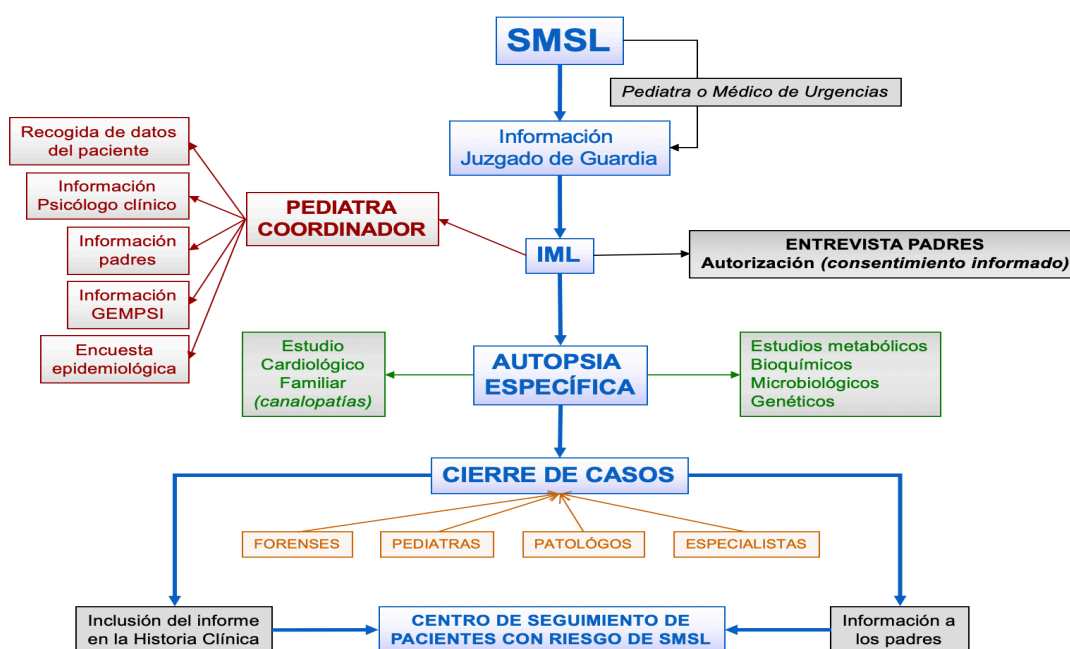 SMSL
Pediatra o Médico de Urgencias
Información
Juzgado de Guardia
Recogida de datos
del paciente
Información
Psicólogo clínico
Información
padres
Información
GEMPSI
Encuesta
epidemiológica
PEDIATRA
COORDINADOR
IML
ENTREVISTA PADRES
Autorización (consentimiento informado)
Estudio
Cardiológico
Familiar
(canalopatías)
AUTOPSIA
ESPECÍFICA
Estudios metabólicos
Bioquímicos
Microbiológicos
Genéticos
CIERRE DE CASOS
FORENSES
PEDIATRAS
PATOLÓGOS
ESPECIALISTAS
Inclusión del informe
en la Historia Clínica
CENTRO DE SEGUIMIENTO DE
PACIENTES CON RIESGO DE SMSL
Información a
los padres